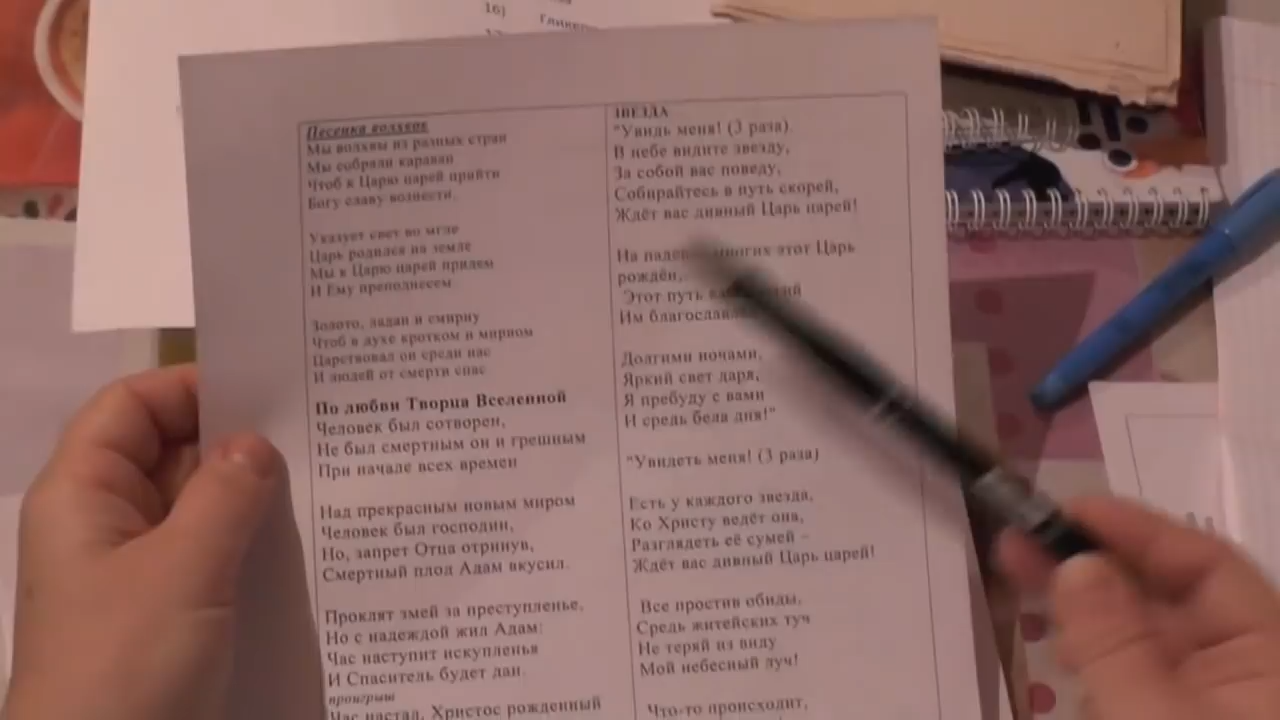 16)
Песенка волхвов
Мы волхвы из разных стран
Мы собрали караван
Чтоб к Царю царей прийти
Богу славу вознести.
Указует свет во мгле
Царь родился на земле
Мы к Царю царей придем
И Ему преподнесем
Золото, ладан и смирну
Чтоб в духе кротком и мирном
Царствовал он среди нас
И людей от смерти спас
По любви Творца Вселенной
Человек был сотворен,
Не был смертным он и грешным
При начале всех времен
Над прекрасным новым миром
Человек был господин,
Но, запрет Отца отринув,
Смертный плод Адам вкусил.
Проклят змей за преступленье,
Но с надеждой жил Адам:
Час наступит искупленья
И Спаситель будет дан.
проигрыш
Час настал, Христос рожденный
ЗВЕЗДА
"Увидь меня! (3 раза).
В небе видите звезду,
За собой вас поведу,
Собирайтесь в путь скорей,
Ждёт вас дивный Царь царей!
На многих этот Царь
рождён,
Этот путь
Им
Долгими ночами,
Яркий свет даря,
Я пребуду с вами
И средь бела дня!"
"Увидеть меня! (3 раза)
Есть у каждого звезда,
Ко Христу ведёт она,
Разглядеть её сумей –
Ждёт вас дивный Царь царей!
Все простив обиды,
Средь житейских туч
Не теряй из виду
Мой небесный луч!
Что-то происходит,